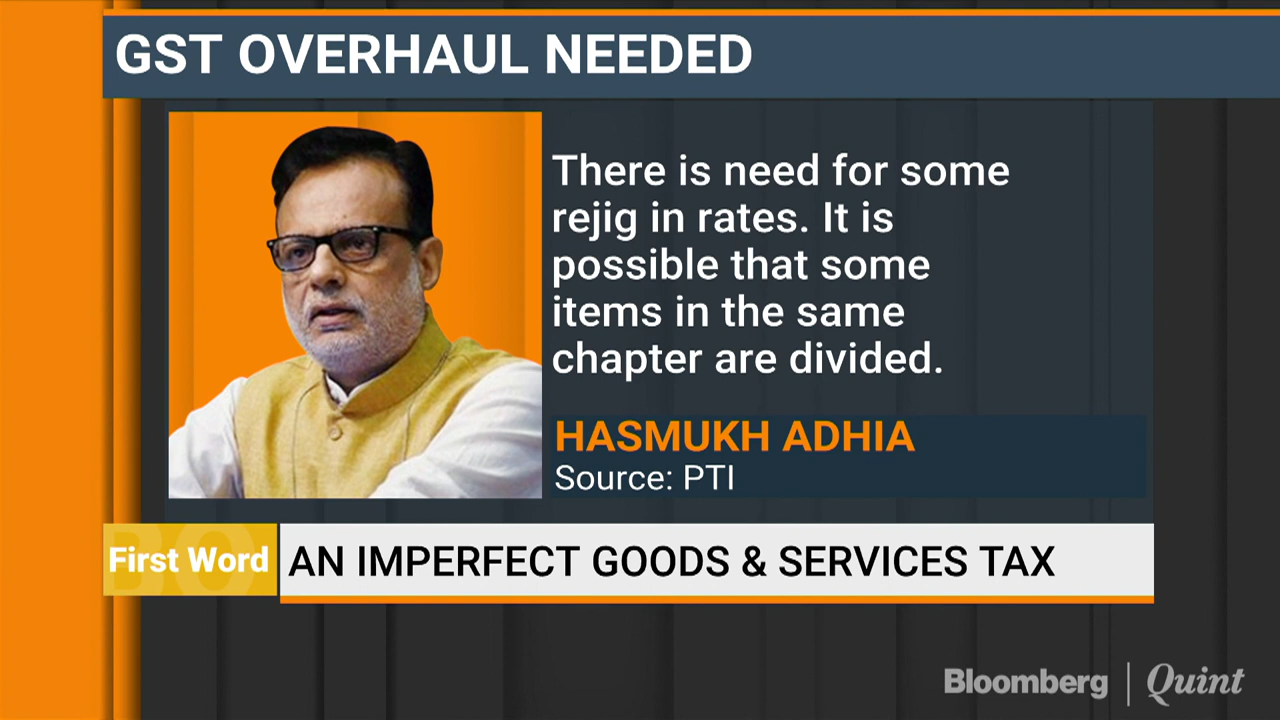 GST OVERHAUL NEEDED
There is need for some
rejig in rates. It is
possible that some
items in the same
chapter are divided.
HASMUKH ADHIA
Source: PTI
First Word
AN IMPERFECT GOODS & SERVICES TAX
Bloomberg | Quint